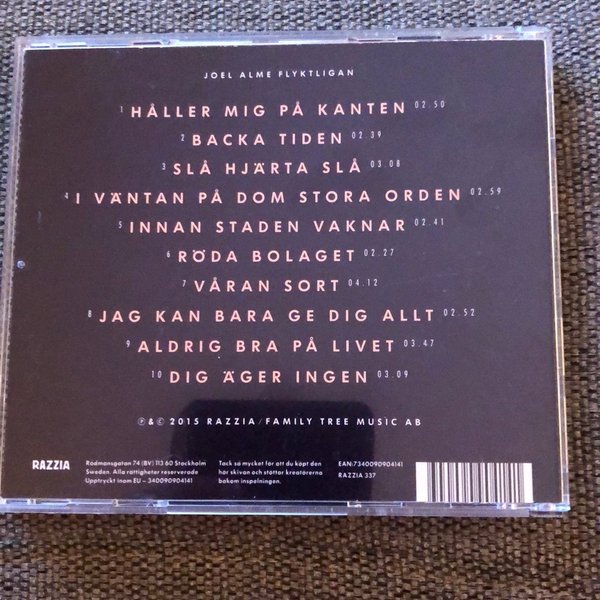 JOEL ALME FLYKTLIGAN
1 HÅLLER MIG PÅ KANTEN 02.50
2 BACKA TIDEN 02.39
3 SLÅ HJÄRTA SLÅ 03.08
4 I VÄNTAN PÅ DOM STORA ORDEN 02.59
5 INNAN STADEN VAKNAR 02.41
6 RÖDA BOLAGET 02.27
7 VÅRAN SORT 04.12
8 JAG KAN BARA GE DIG ALLT 02.52
9 ALDRIG BRA PÅ LIVET 03.47
10 DIG ÄGER INGEN 03.09
℗ & © 2015 RAZZIA/FAMILY TREE MUSIC AB
RAZZIA
Rådmansgatan 74 (BV) 113 60 Stockholm
Sweden. Alla rättigheter reserverade
Upptryckt inom EU – 340090904141
Tack så mycket för att du köpt den
här skivan och stöttar kreatörerna
bakom inspelningen.
EAN:7340090904141
RAZZIA 337